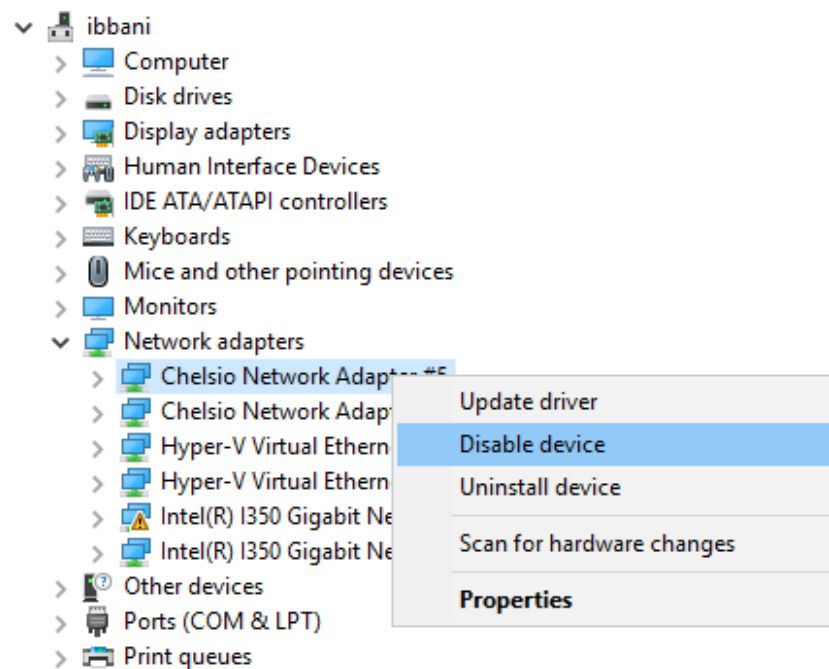 ibbani
Computer
Disk drives
Display adapters
Human Interface Devices
IDE ATA/ATAPI controllers
Keyboards
Mice and other pointing devices
Monitors
Network adapters
Chelsio Network Adapter #5
Chelsio Network Adap
Hyper-V Virtual Ethern
Hyper-V Virtual Ethern
Intel(R) I350 Gigabit Ne
Intel(R) I350 Gigabit Ne
Other devices
Ports (COM & LPT)
Print queues
Update driver
Disable device
Uninstall device
Scan for hardware changes
Properties